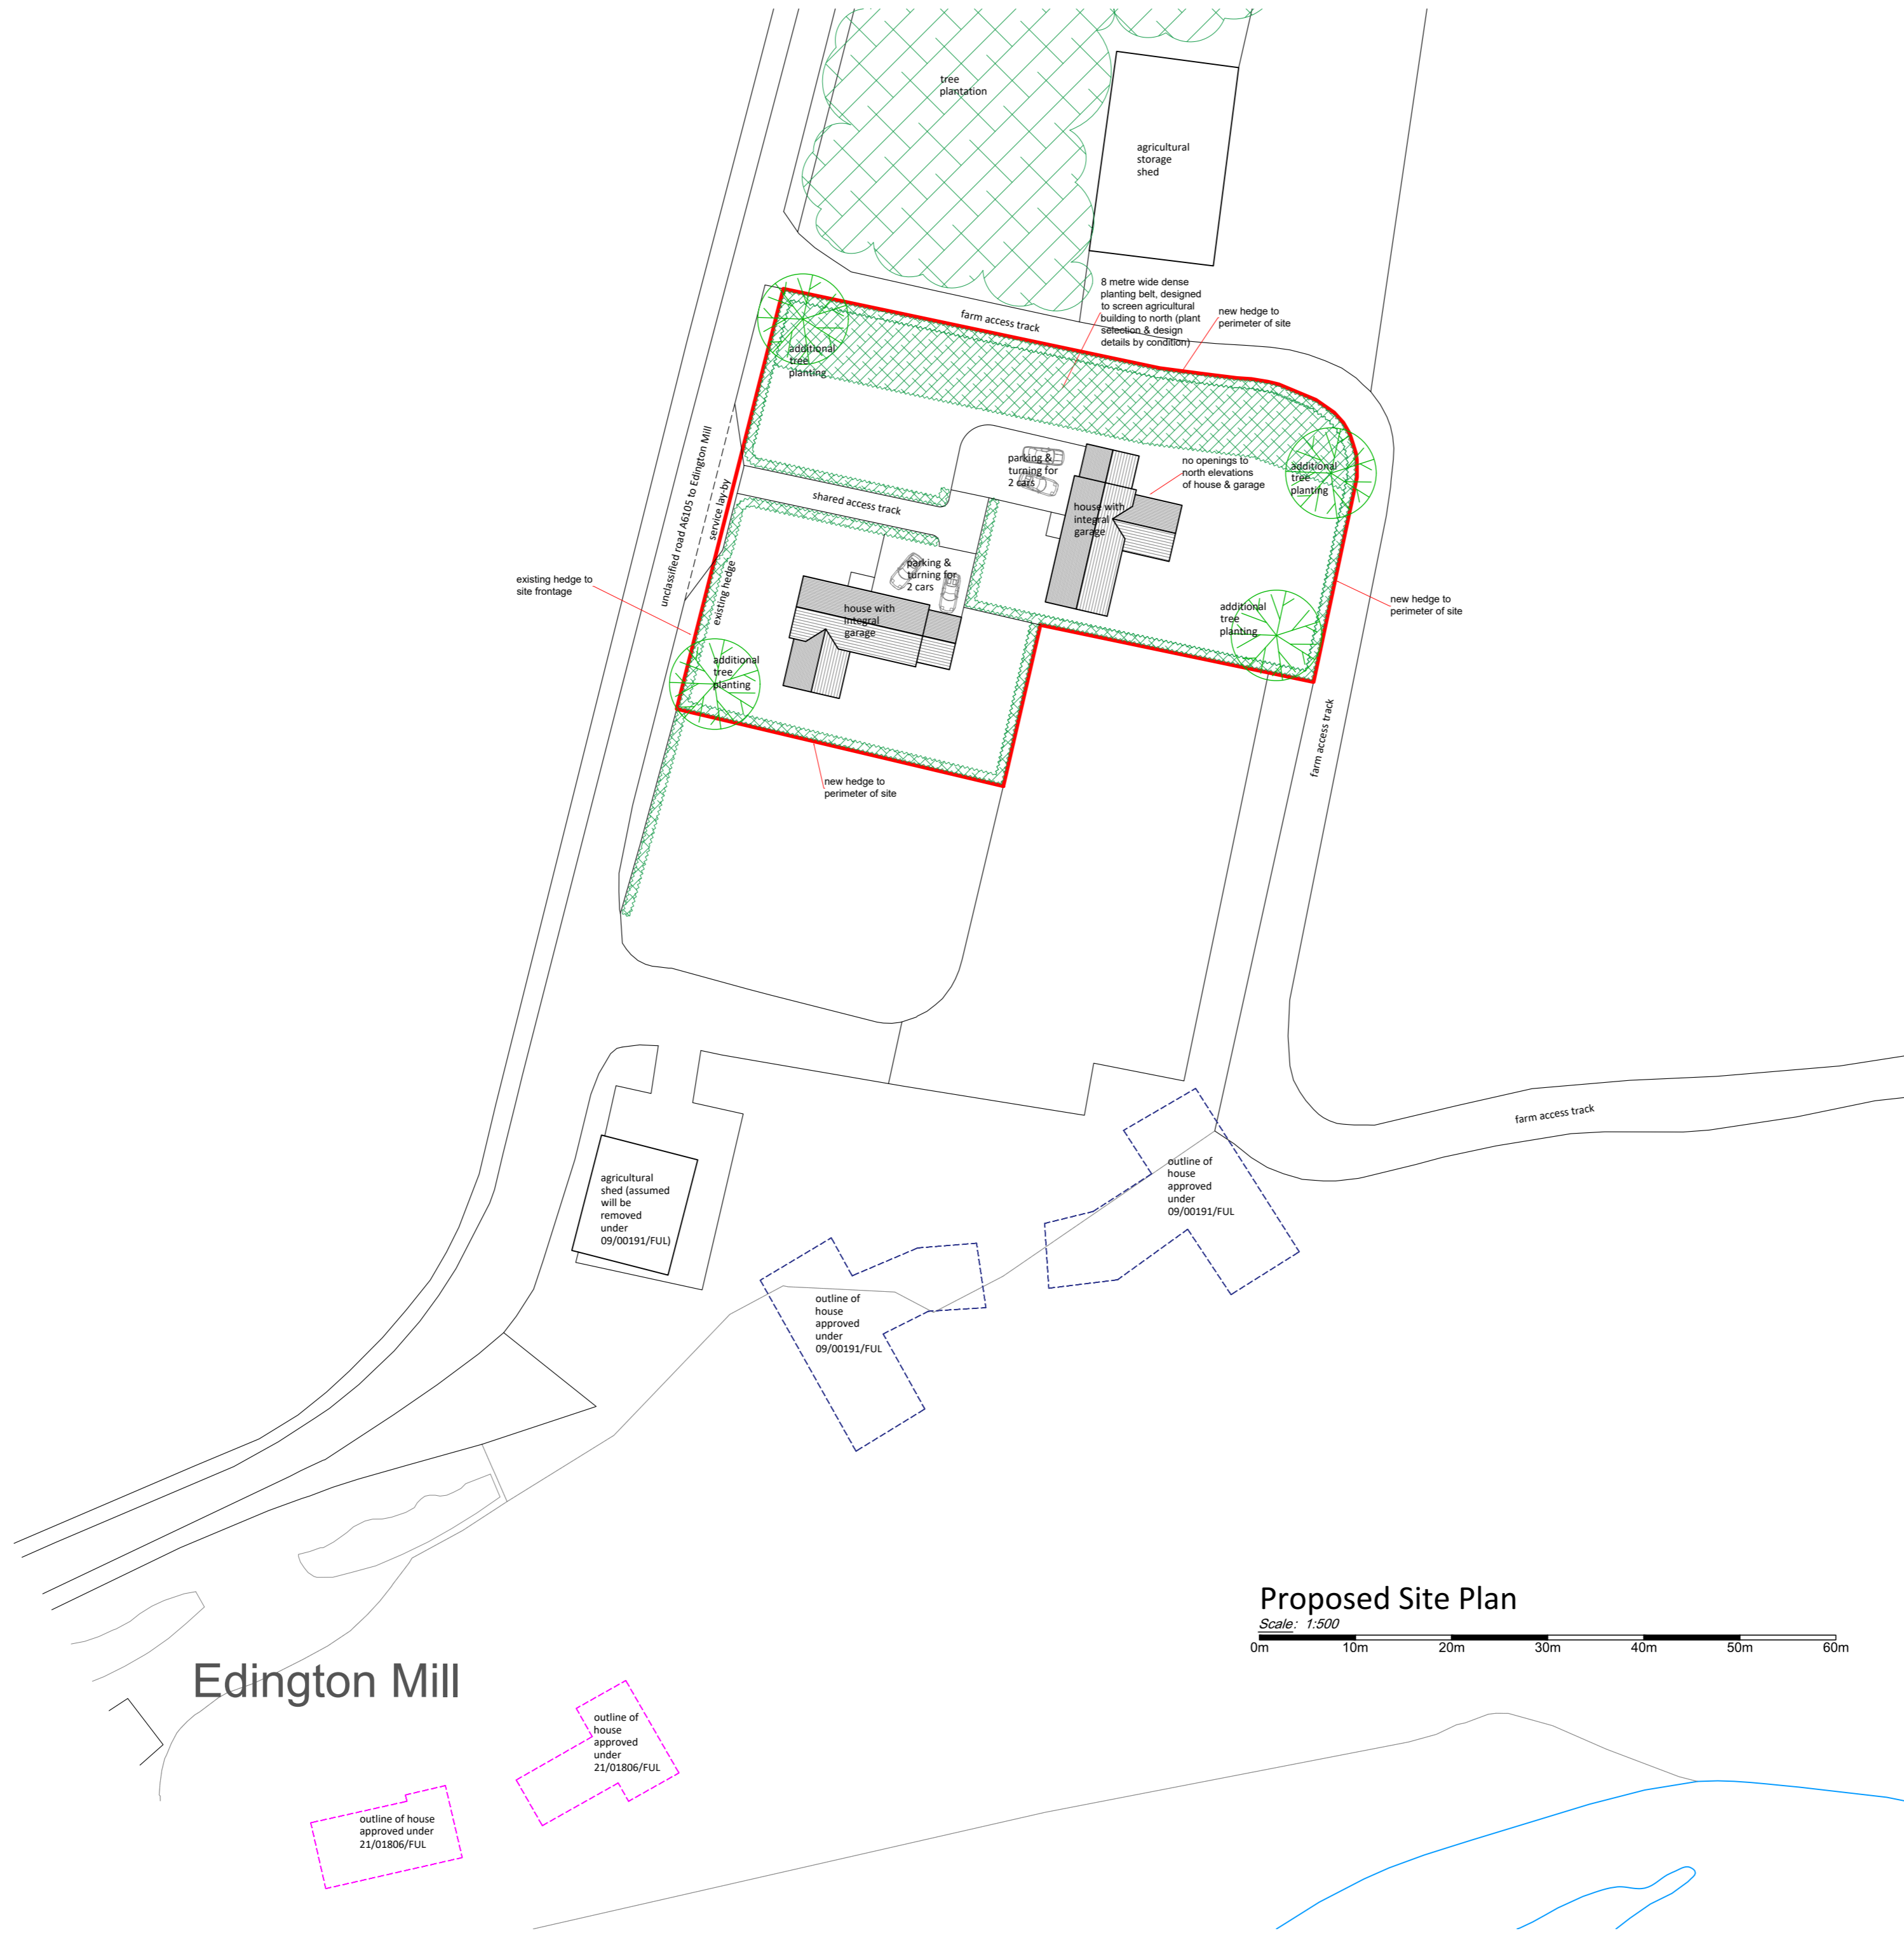 tree
plantation
agricultural
storage
shed
8 metre wide dense
planting belt, designed
to screen agricultural
building to north (plant
selection & design
details by condition)
new hedge to
perimeter of site
farm access track
additional
tree
planting
unclassified road A6105 to Edington Mill
service lay-by
shared access track
parking &
turning for
2 cars
no openings to
north elevations
of house & garage
additional
tree
planting
house with
integral
garage
existing hedge to
site frontage
existing hedge
parking &
turning for
2 cars
house with
integral
garage
additional
tree
planting
new hedge to
perimeter of site
additional
tree
planting
new hedge to
perimeter of site
farm access track
farm access track
agricultural
shed (assumed
will be
removed
under
09/00191/FUL)
outline of
house
approved
under
09/00191/FUL
outline of
house
approved
under
09/00191/FUL
Proposed Site Plan
Scale: 1:500
0m 10m 20m 30m 40m 50m 60m
Edington Mill
outline of
house
approved
under
21/01806/FUL
outline of house
approved under
21/01806/FUL